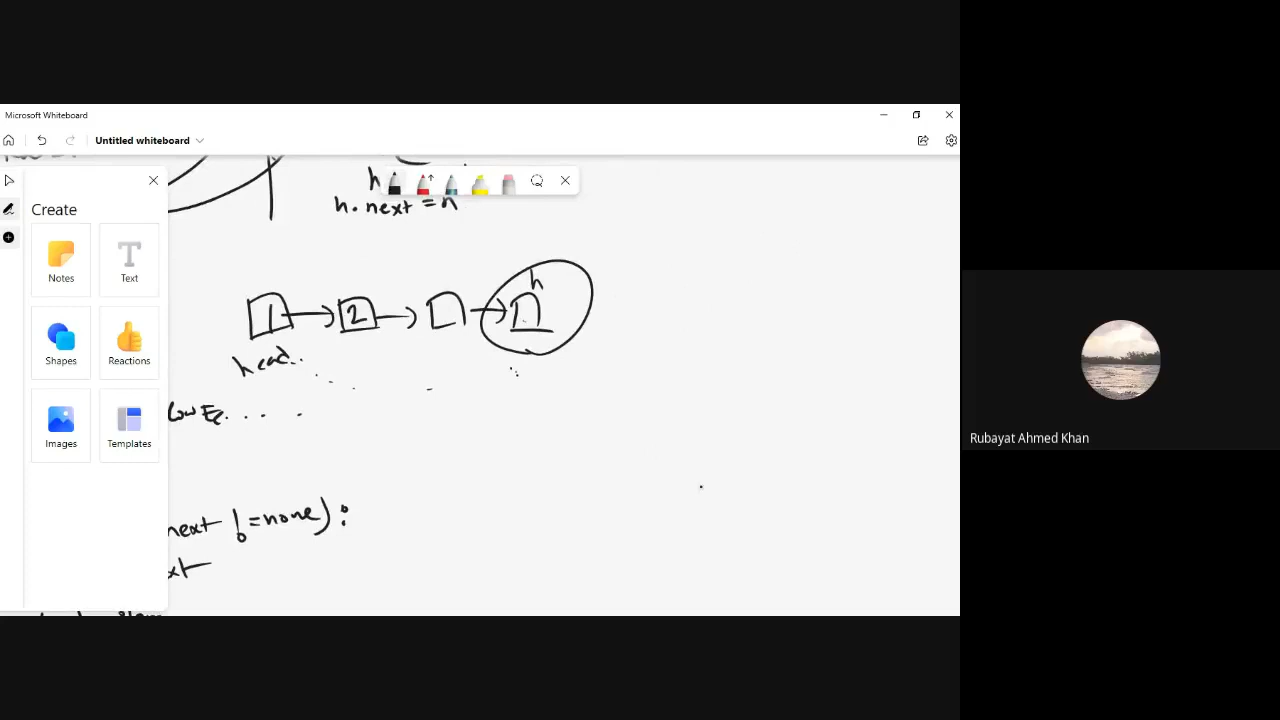 Microsoft Whiteboard
Untitled whiteboard
Create
Notes
Text
Shapes
Reactions
Images
Templates
h
h.next = h
h
1
2
head..
next != none):
xt
Rubayat Ahmed Khan